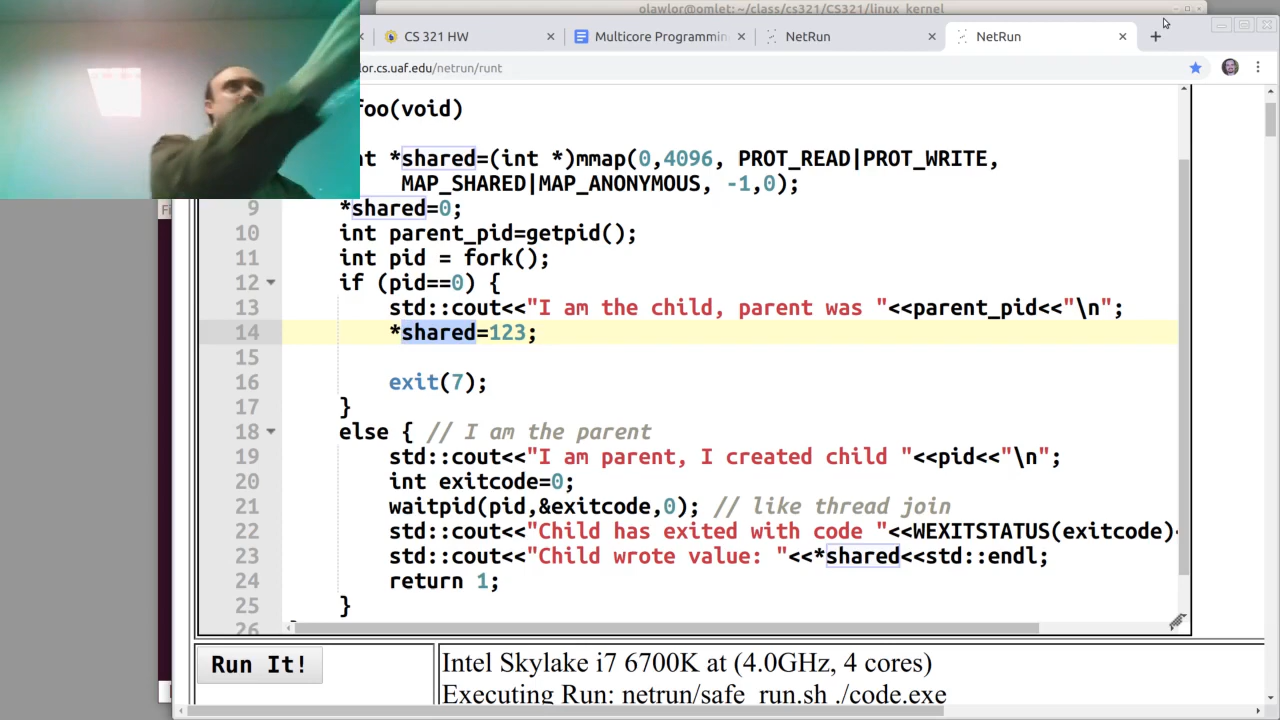 olawlor@omlet: ~/class/cs321/CS321/linux_kernel
CS 321 HW
Multicore Programmin
NetRun
NetRun
lor.cs.uaf.edu/netrun/runt
foo(void)
nt *shared=(int *)mmap(0,4096, PROT_READ|PROT_WRITE,
MAP_SHARED|MAP_ANONYMOUS, -1,0);
9 *shared=0;
10 int parent_pid=getpid();
11 int pid = fork();
12 if (pid==0) {
13 std::cout<<"I am the child, parent was "<<parent_pid<<"\n";
14 *shared=123;
15
16 exit(7);
17 }
18 else { // I am the parent
19 std::cout<<"I am parent, I created child "<<pid<<"\n";
20 int exitcode=0;
21 waitpid(pid,&exitcode,0); // like thread join
22 std::cout<<"Child has exited with code "<<WEXITSTATUS(exitcode)<
23 std::cout<<"Child wrote value: "<<*shared<<std::endl;
24 return 1;
25 }
26
Run It!
Intel Skylake i7 6700K at (4.0GHz, 4 cores)
Executing Run: netrun/safe_run.sh ./code.exe